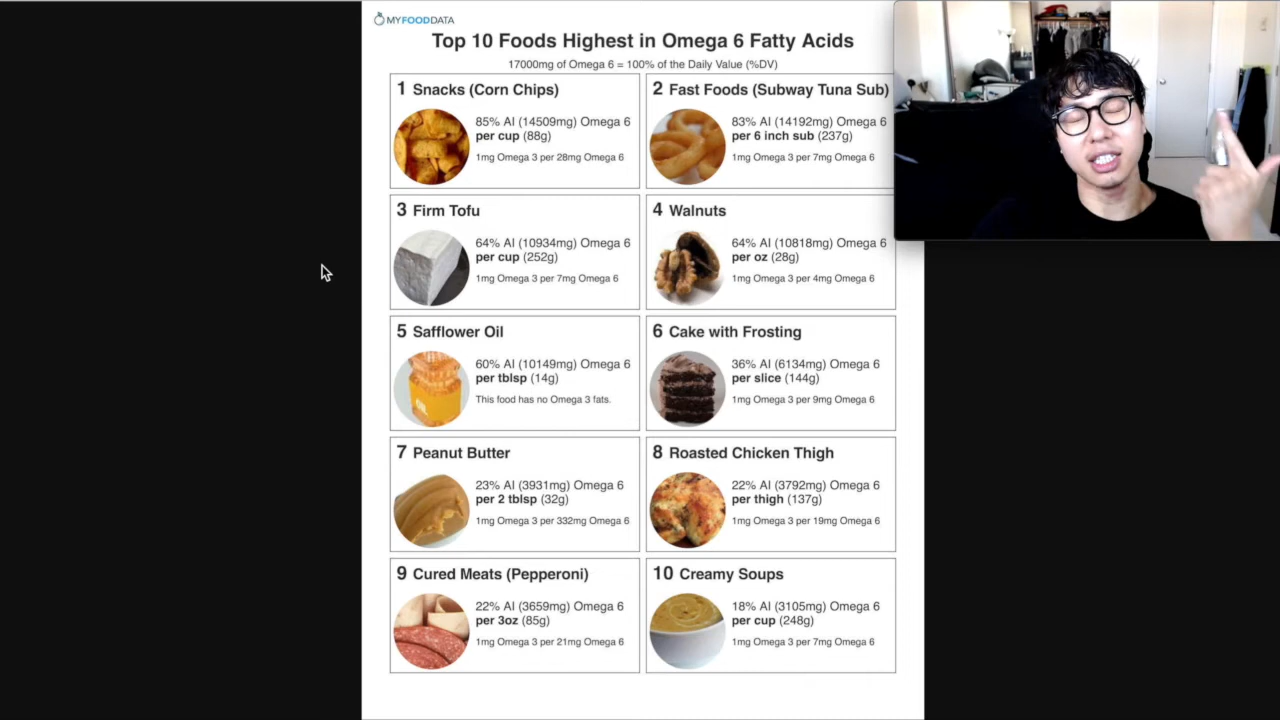 MYFOODDATA
Top 10 Foods Highest in Omega 6 Fatty Acids
17000mg of Omega 6 = 100% of the Daily Value (%DV)
1 Snacks (Corn Chips)
85% AI (14509mg) Omega 6
per cup (88g)
1mg Omega 3 per 28mg Omega 6
2 Fast Foods (Subway Tuna Sub)
83% AI (14192mg) Omega 6
per 6 inch sub (237g)
1mg Omega 3 per 7mg Omega 6
3 Firm Tofu
64% AI (10934mg) Omega 6
per cup (252g)
1mg Omega 3 per 7mg Omega 6
4 Walnuts
64% AI (10818mg) Omega 6
per oz (28g)
1mg Omega 3 per 4mg Omega 6
5 Safflower Oil
60% AI (10149mg) Omega 6
per tblsp (14g)
This food has no Omega 3 fats.
6 Cake with Frosting
36% AI (6134mg) Omega 6
per slice (144g)
1mg Omega 3 per 9mg Omega 6
7 Peanut Butter
23% AI (3931mg) Omega 6
per 2 tblsp (32g)
1mg Omega 3 per 332mg Omega 6
8 Roasted Chicken Thigh
22% AI (3792mg) Omega 6
per thigh (137g)
1mg Omega 3 per 19mg Omega 6
9 Cured Meats (Pepperoni)
22% AI (3659mg) Omega 6
per 3oz (85g)
1mg Omega 3 per 21mg Omega 6
10 Creamy Soups
18% AI (3105mg) Omega 6
per cup (248g)
1mg Omega 3 per 7mg Omega 6